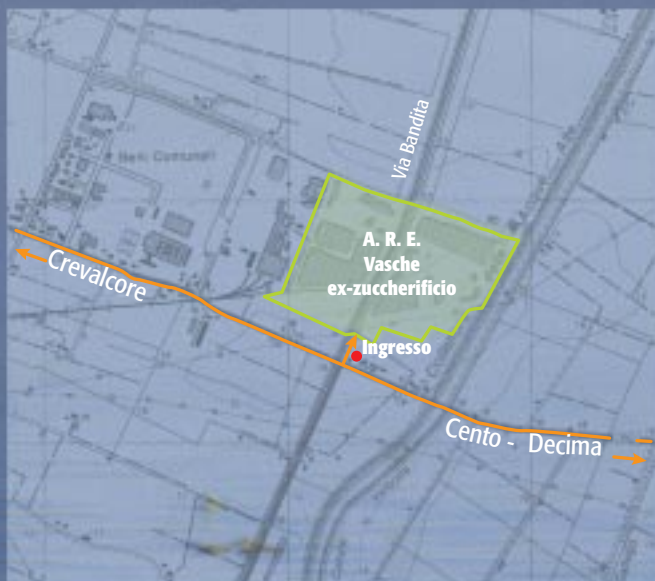 Via Bandita
A. R. E.
Vasche
ex-zuccherificio
Crevalcore
Ingresso
Cento - Decima